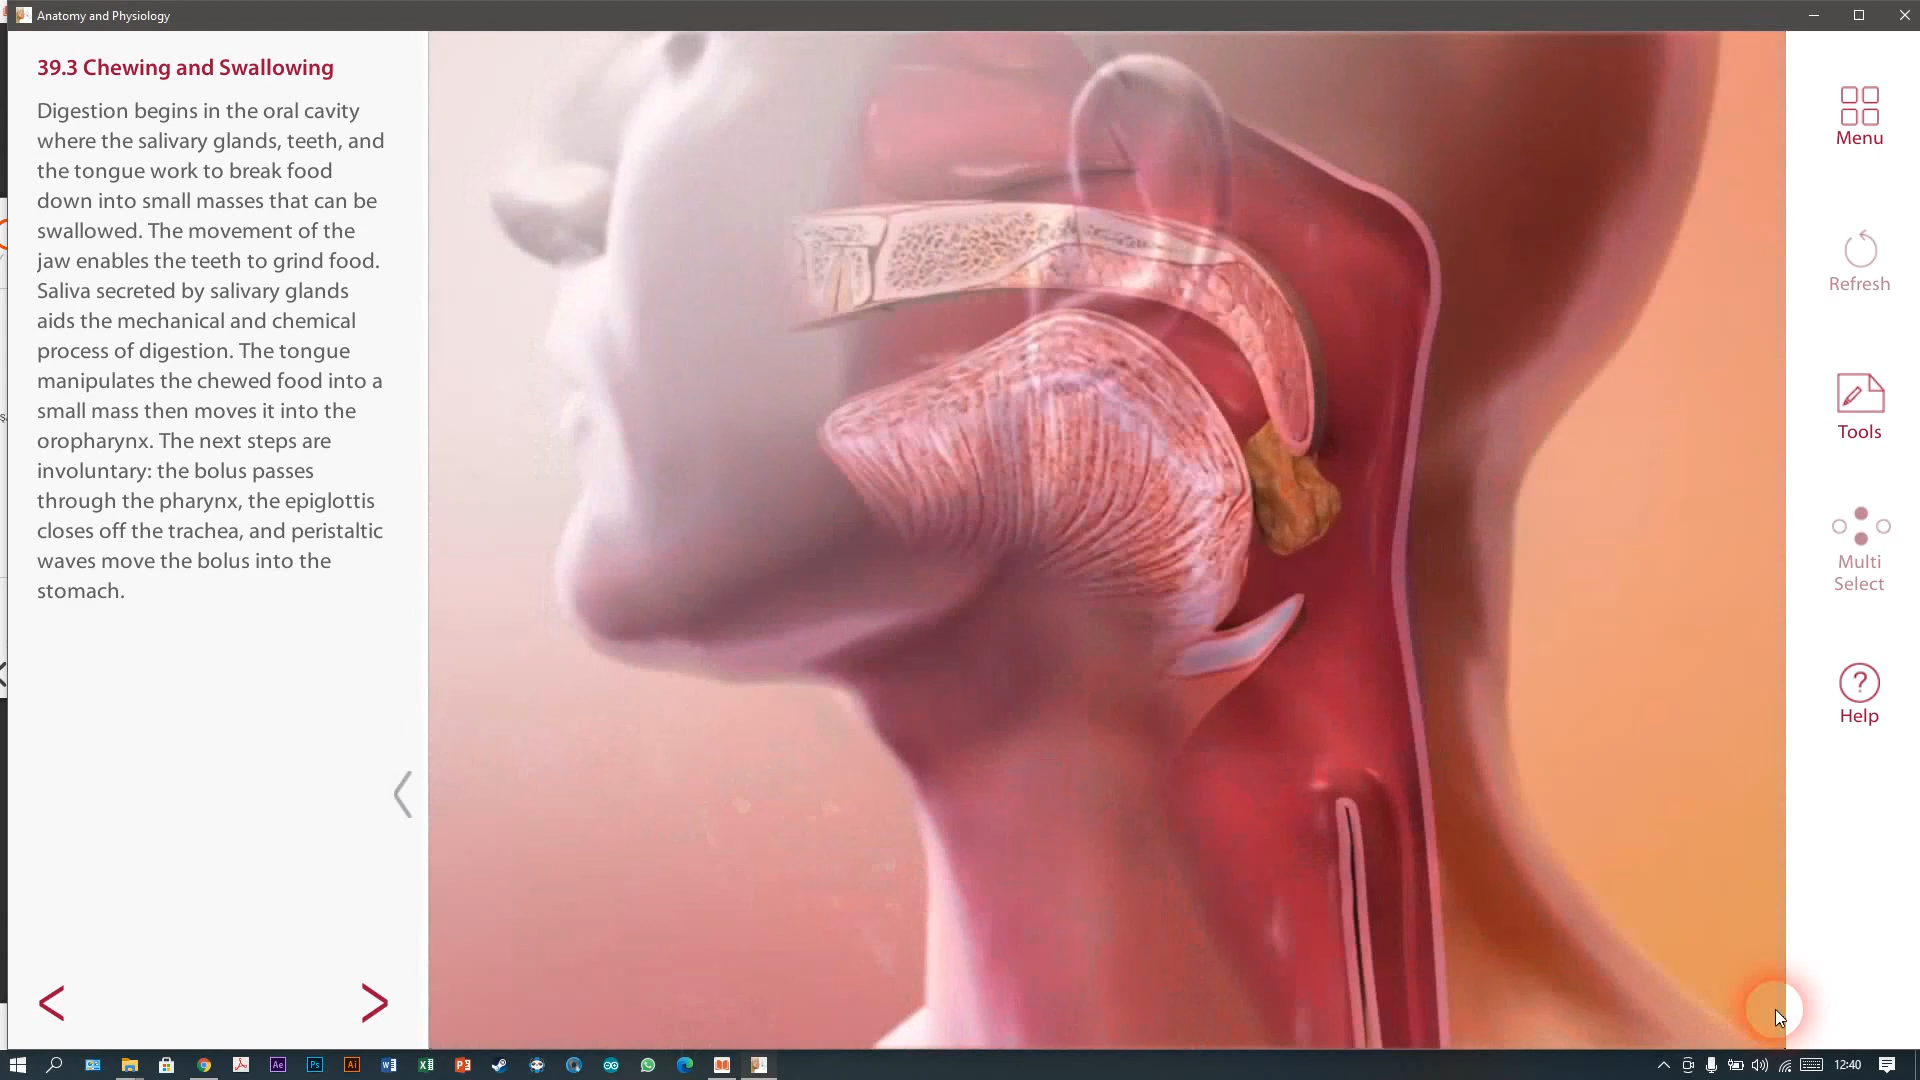 Anatomy and Physiology
39.3 Chewing and Swallowing
Digestion begins in the oral cavity
where the salivary glands, teeth, and
the tongue work to break food
down into small masses that can be
swallowed. The movement of the
jaw enables the teeth to grind food.
Saliva secreted by salivary glands
aids the mechanical and chemical
process of digestion. The tongue
manipulates the chewed food into a
small mass then moves it into the
oropharynx. The next steps are
involuntary: the bolus passes
through the pharynx, the epiglottis
closes off the trachea, and peristaltic
waves move the bolus into the
stomach.
Menu
Refresh
Tools
Multi
Select
?
Help
Ae
Ps
Ai
12:40